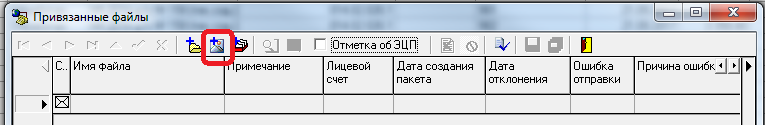 Привязанные файлы
Отметка об ЭЦП
С.. Имя файла Примечание Лицевой счет Дата создания пакета Дата отклонения Ошибка отправки Причина ошибк